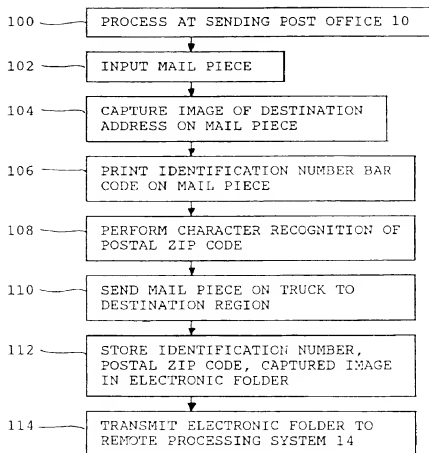 100 PROCESS AT SENDING POST OFFICE 10
102 INPUT MAIL PIECE
104 CAPTURE IMAGE OF DESTINATION
ADDRESS ON MAIL PIECE
106 PRINT IDENTIFICATION NUMBER BAR
CODE ON MAIL PIECE
108 PERFORM CHARACTER RECOGNITION OF
POSTAL ZIP CODE
110 SEND MAIL PIECE ON TRUCK TO
DESTINATION REGION
112 STORE IDENTIFICATION NUMBER,
POSTAL ZIP CODE, CAPTURED IMAGE
IN ELECTRONIC FOLDER
114 TRANSMIT ELECTRONIC FOLDER TO
REMOTE PROCESSING SYSTEM 14